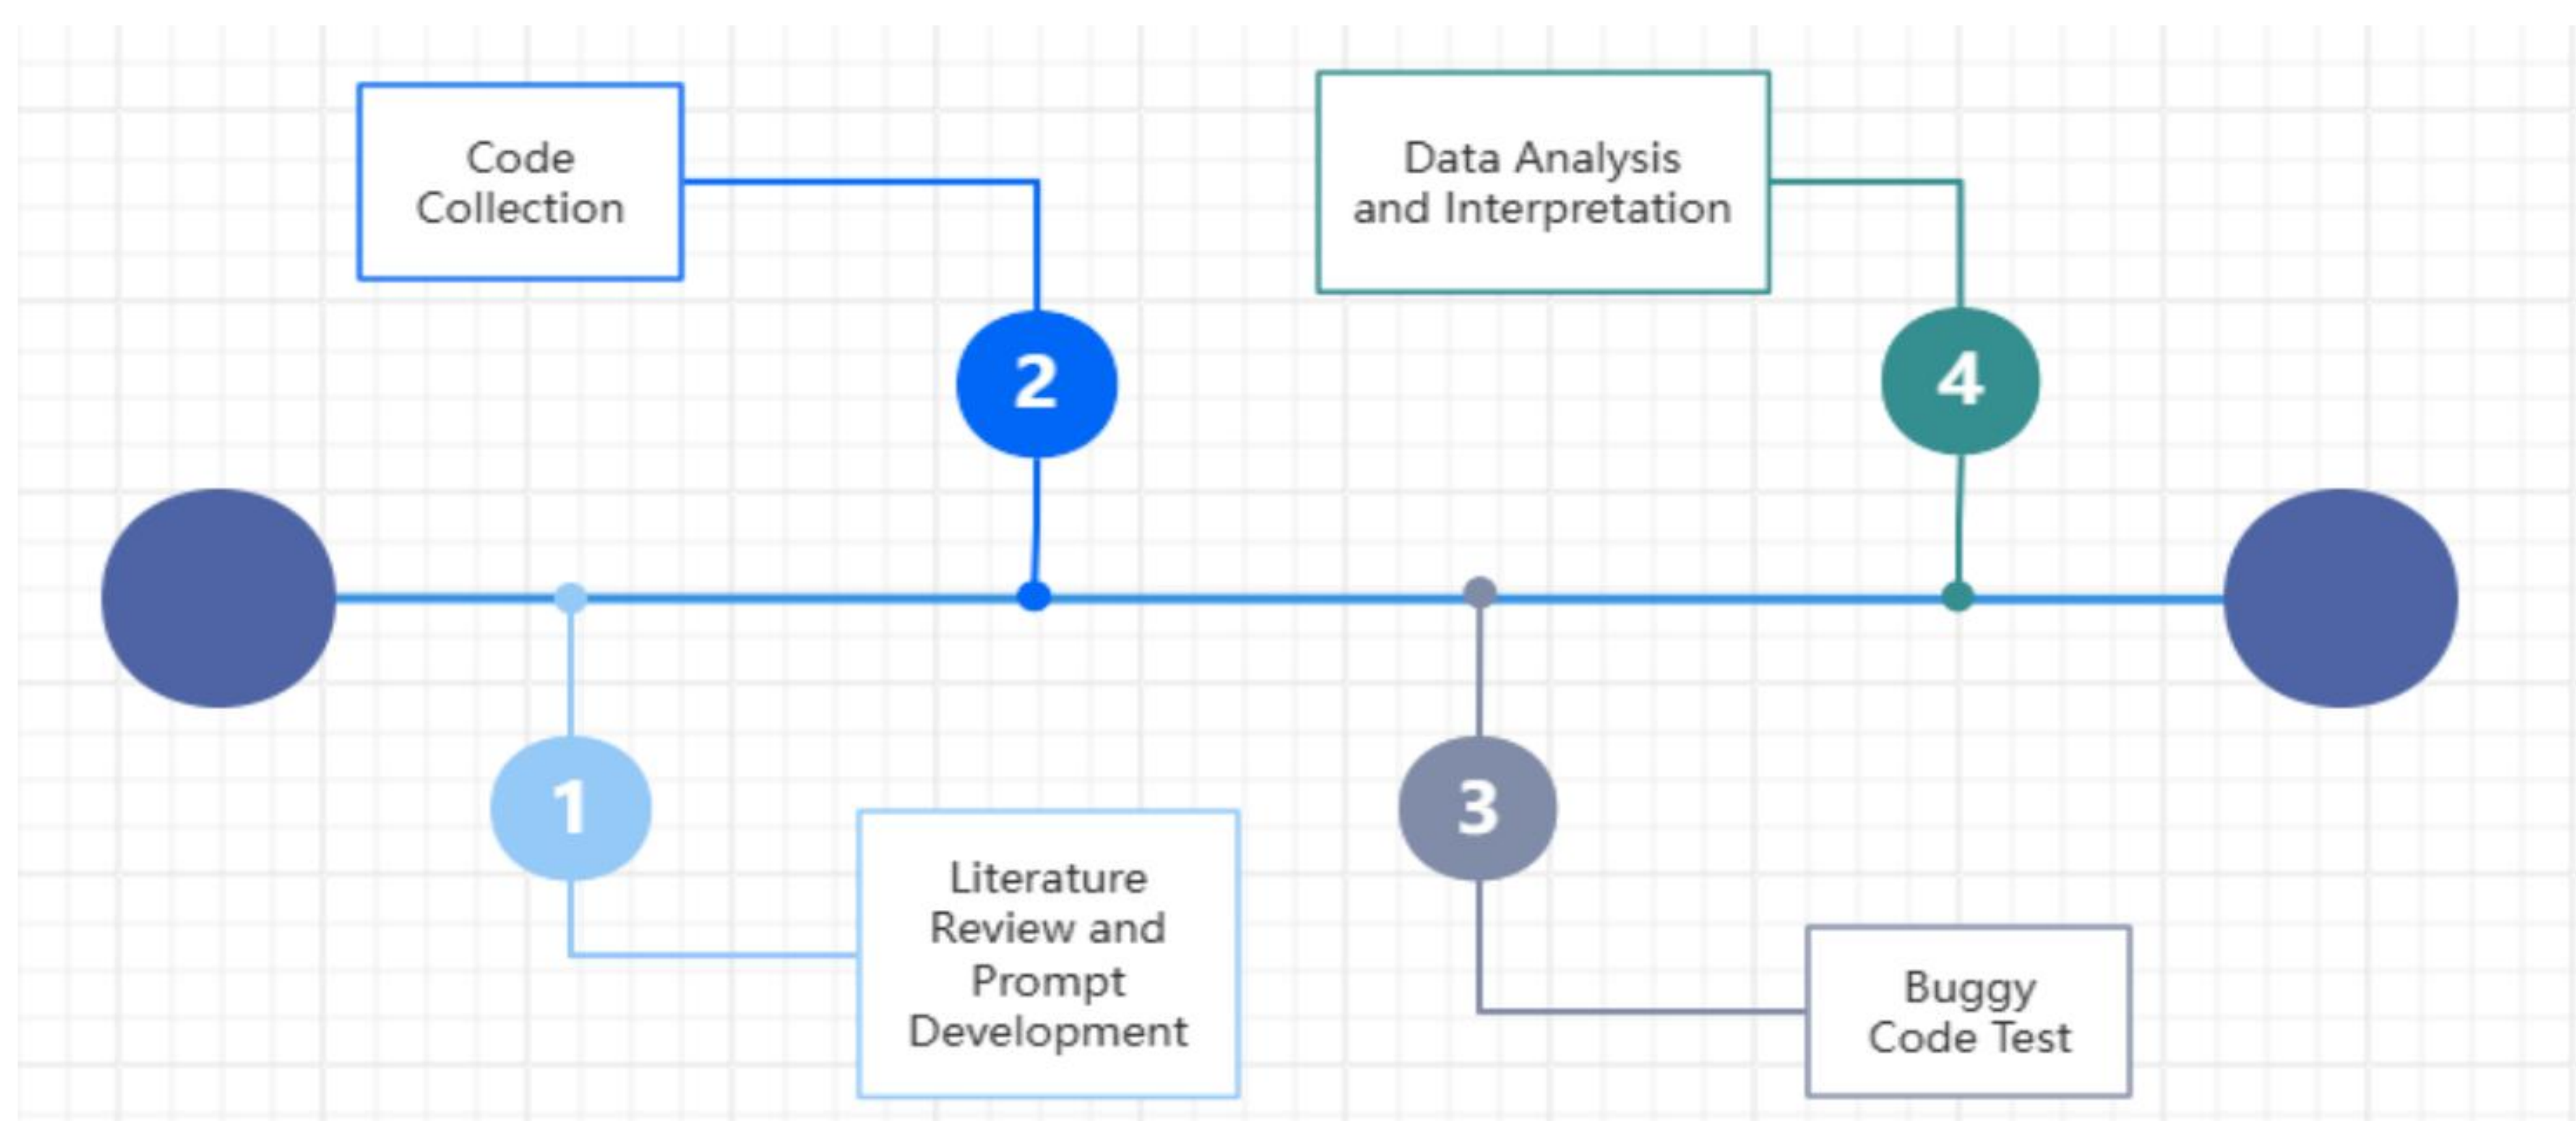 Code
Collection
2
Data Analysis
and Interpretation
4
1
Literature
Review and
Prompt
Development
3
Buggy
Code Test